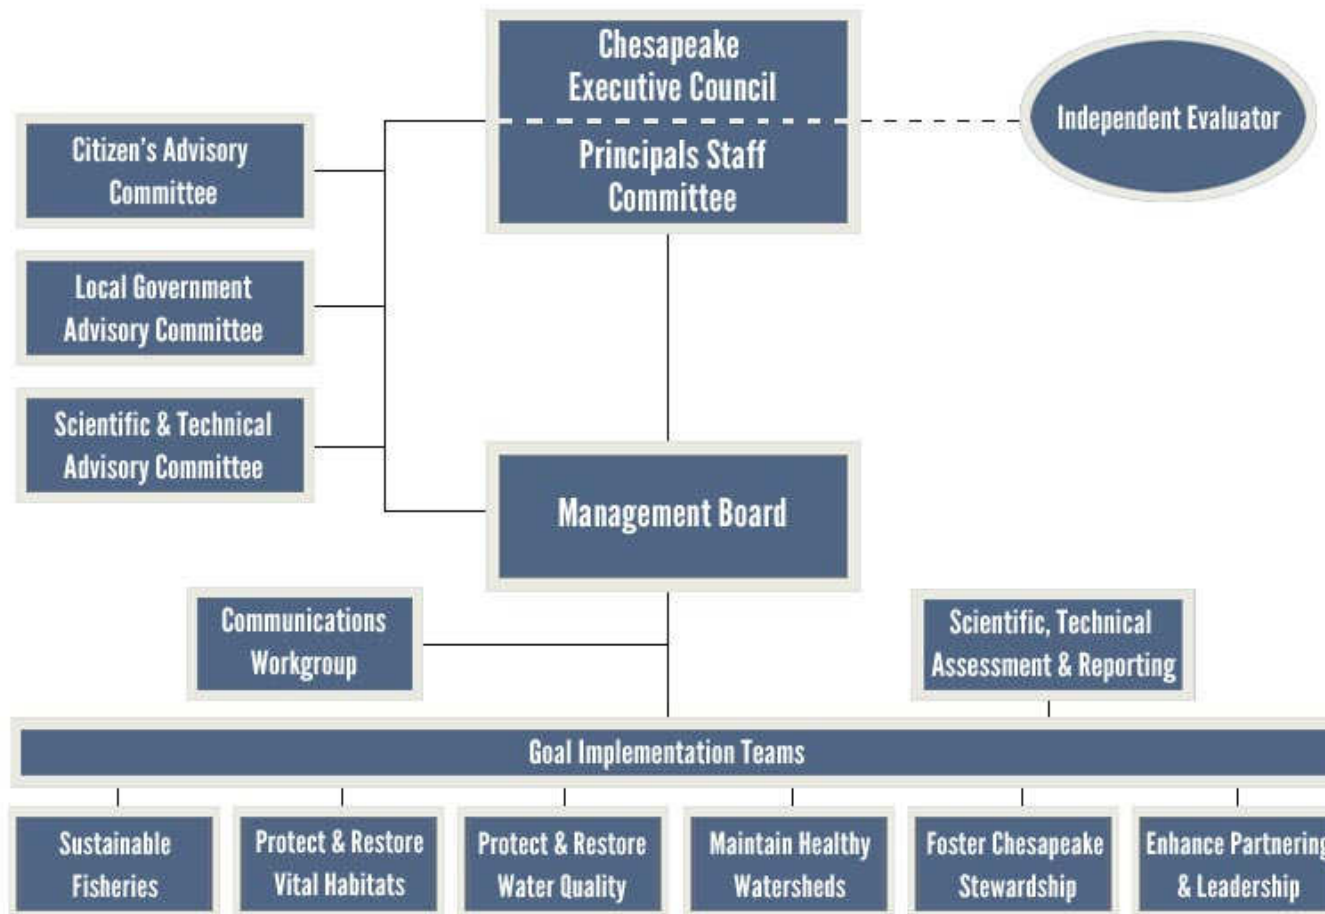 Chesapeake
Executive Council
Principals Staff
Committee
Independent Evaluator
Citizen's Advisory
Committee
Local Government
Advisory Committee
Scientific & Technical
Advisory Committee
Management Board
Communications
Workgroup
Scientific, Technical
Assessment & Reporting
Goal Implementation Teams
Sustainable
Fisheries
Protect & Restore
Vital Habitats
Protect & Restore
Water Quality
Maintain Healthy
Watersheds
Foster Chesapeake
Stewardship
Enhance Partnering
& Leadership